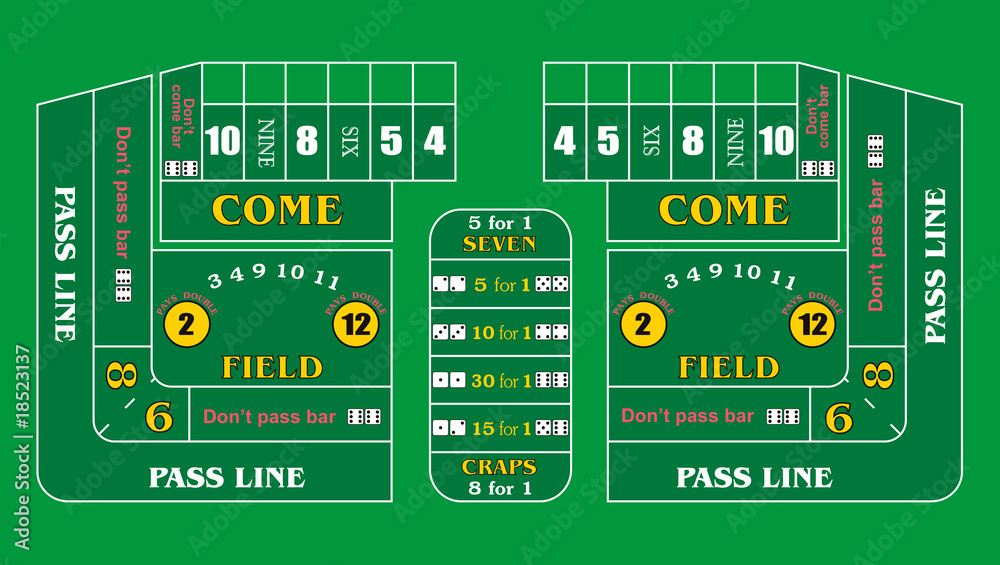 Don't
come bar
10
NINE
8
SIX
5
4
4
5
SIX
8
NINE
10
Don't
come bar
PASS LINE
Don't pass bar
COME
COME
Don't pass bar
PASS LINE
5 for 1
SEVEN
5 for 1
10 for 1
30 for 1
15 for 1
CRAPS
8 for 1
3 4 9 10 11
PAYS DOUBLE
2
PAYS DOUBLE
12
FIELD
8
6
Don't pass bar
PASS LINE
3 4 9 10 11
PAYS DOUBLE
2
PAYS DOUBLE
12
FIELD
8
6
Don't pass bar
PASS LINE
Adobe Stock | #18523137